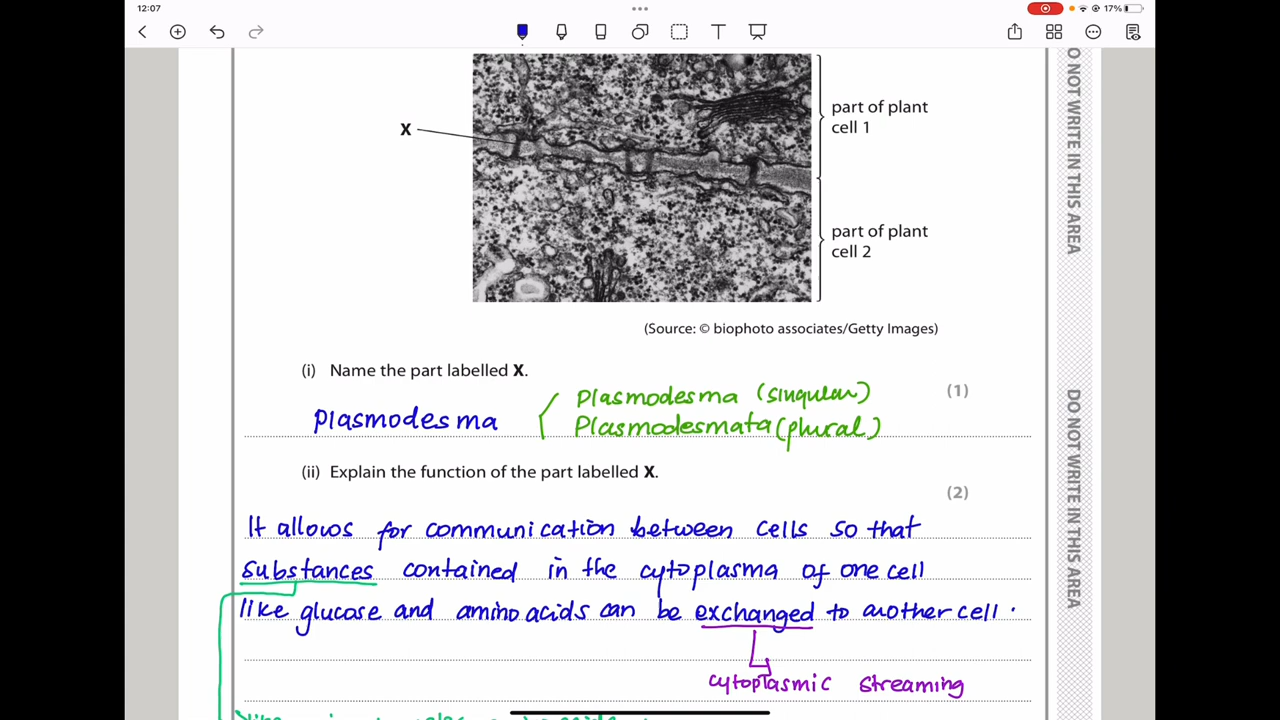 12:07
17%
part of plant
cell 1
X
part of plant
cell 2
(Source: © biophoto associates/Getty Images)
(i) Name the part labelled X.
(1)
Plasmodesma
Plasmodesma (singular)
Plasmodesmata (plural)
(ii) Explain the function of the part labelled X.
(2)
It allows for communication between cells so that
substances contained in the cytoplasma of one cell
like glucose and amino acids can be exchanged to another cell.
cytoplasmic streaming
DO NOT WRITE IN THIS AREA
O NOT WRITE IN THIS AREA